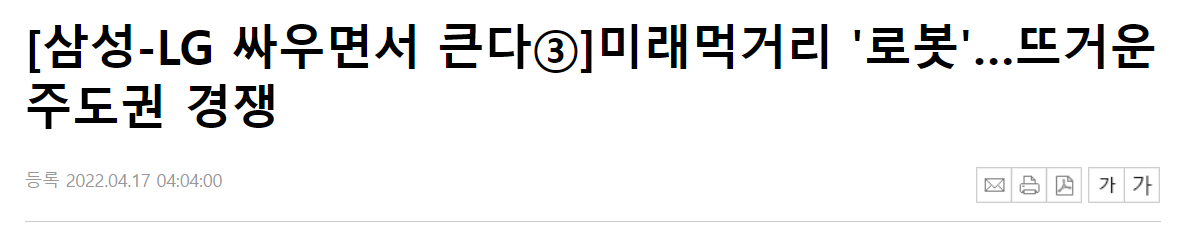 [삼성-LG 싸우면서 큰다③]미래먹거리 '로봇'…뜨거운
주도권 경쟁
등록 2022.04.17 04:04:00
가 가